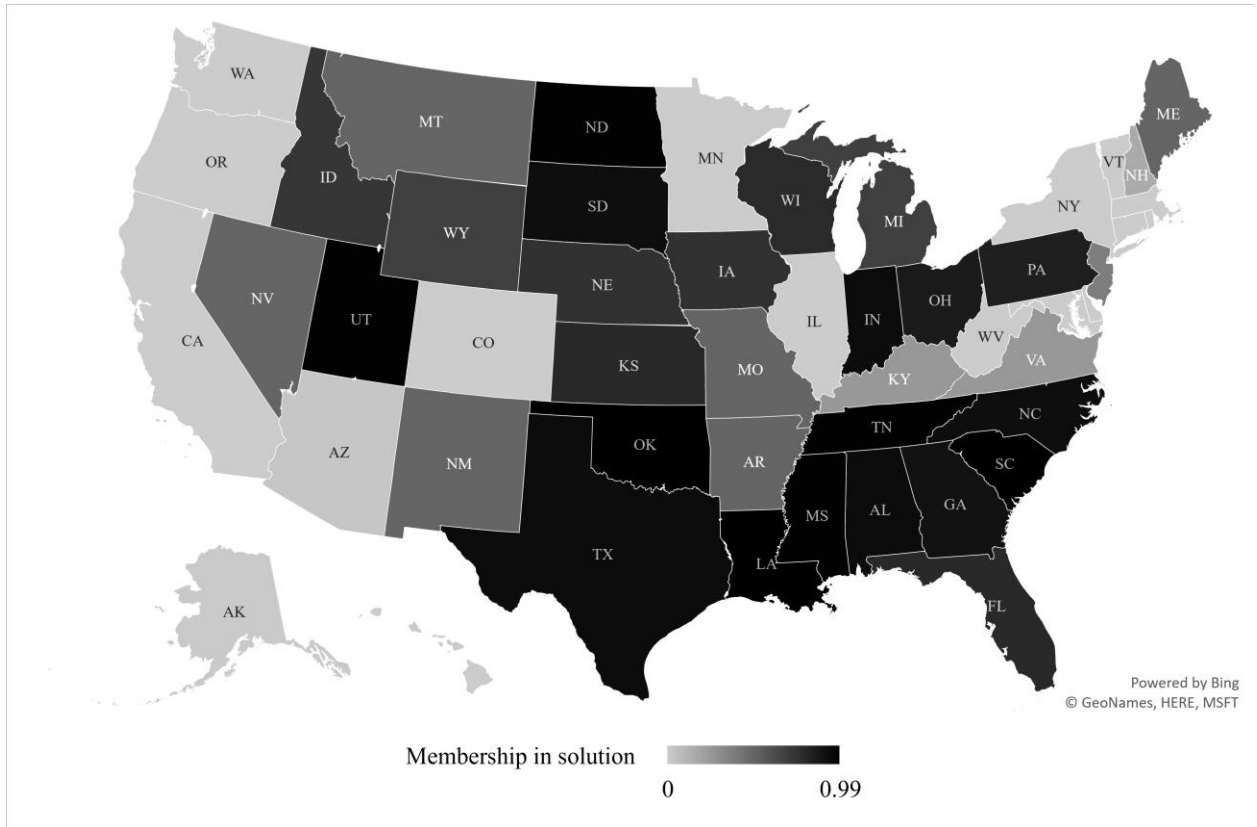 WA
MT
ND
ME
MN
OR
VT
ID
NH
SD
WI
NY
WY
MI
IA
PA
NE
NV
OH
IL
IN
UT
CO
WV
CA
VA
KS
MO
KY
NC
TN
OK
AZ
NM
AR
SC
MS
AL
GA
TX
LA
FL
AK
Powered by Bing
© GeoNames, HERE, MSFT
Membership in solution
0 0.99